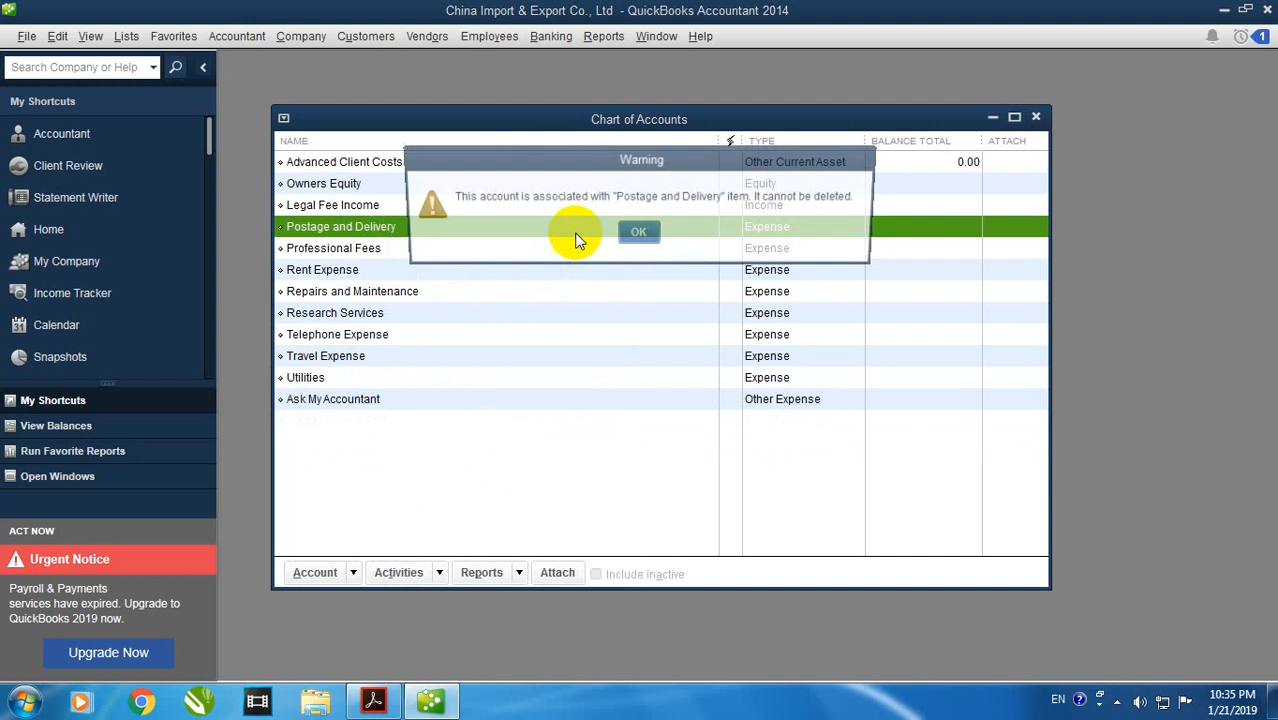 China Import & Export Co., Ltd - QuickBooks Accountant 2014
File Edit View Lists Favorites Accountant Company Customers Vendors Employees Banking Reports Window Help
1
Search Company or Help
My Shortcuts
Accountant
Client Review
Statement Writer
Home
My Company
Income Tracker
Calendar
Snapshots
My Shortcuts
View Balances
Run Favorite Reports
Open Windows
ACT NOW
Urgent Notice
Payroll & Payments
services have expired. Upgrade to
QuickBooks 2019 now.
Upgrade Now
Chart of Accounts
NAME TYPE BALANCE TOTAL ATTACH
Advanced Client Costs Other Current Asset 0.00
Owners Equity Equity
Legal Fee Income Income
Postage and Delivery Expense
Professional Fees Expense
Rent Expense Expense
Repairs and Maintenance Expense
Research Services Expense
Telephone Expense Expense
Travel Expense Expense
Utilities Expense
Ask My Accountant Other Expense
Warning
This account is associated with "Postage and Delivery" item. It cannot be deleted.
OK
Account Activities Reports Attach Include inactive
EN
10:35 PM
1/21/2019